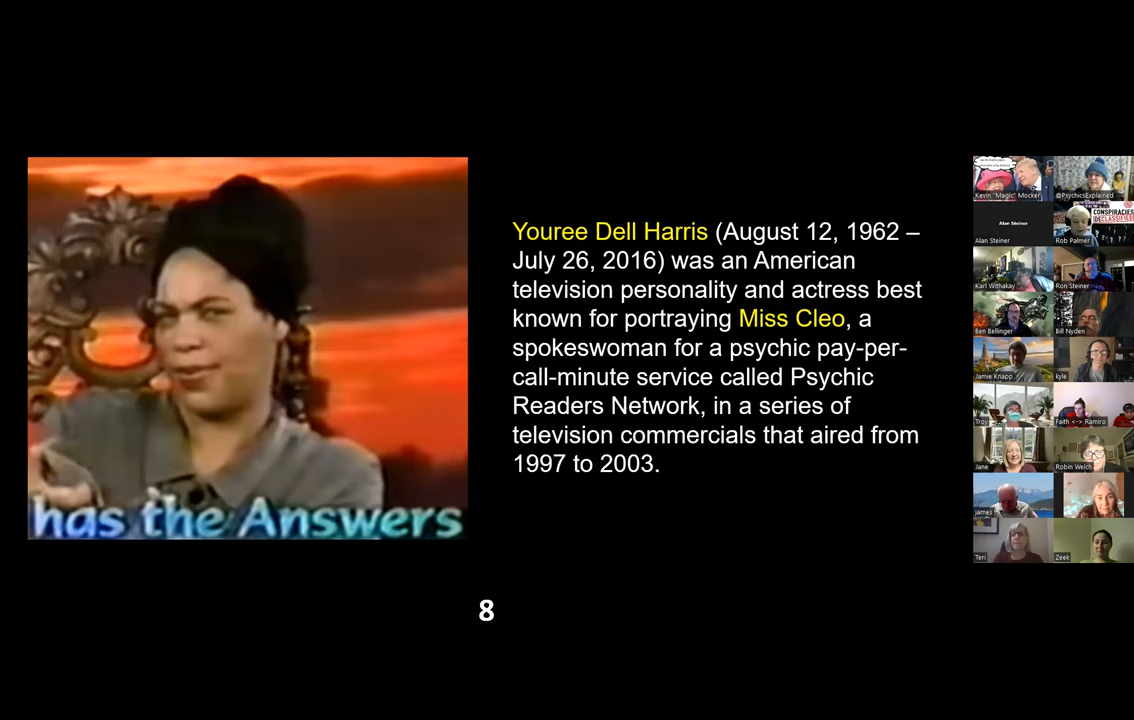 has the Answers
Youree Dell Harris (August 12, 1962 –
July 26, 2016) was an American
television personality and actress best
known for portraying Miss Cleo, a
spokeswoman for a psychic pay-per-
call-minute service called Psychic
Readers Network, in a series of
television commercials that aired from
1997 to 2003.
8
Kevin "Magic" Mocker
@PsychicsExplained
Alan Steiner
Alan Steiner
CONSPIRACIES
DECLASSIFIED
Rob Palmer
Karl Withakay
Ron Steiner
Ben Bellinger
Bill Nyden
Jamie Knapp
kyle
Troy
Faith <-> Ramiro
Jane
Robin Welch
james
Teri
Zeek